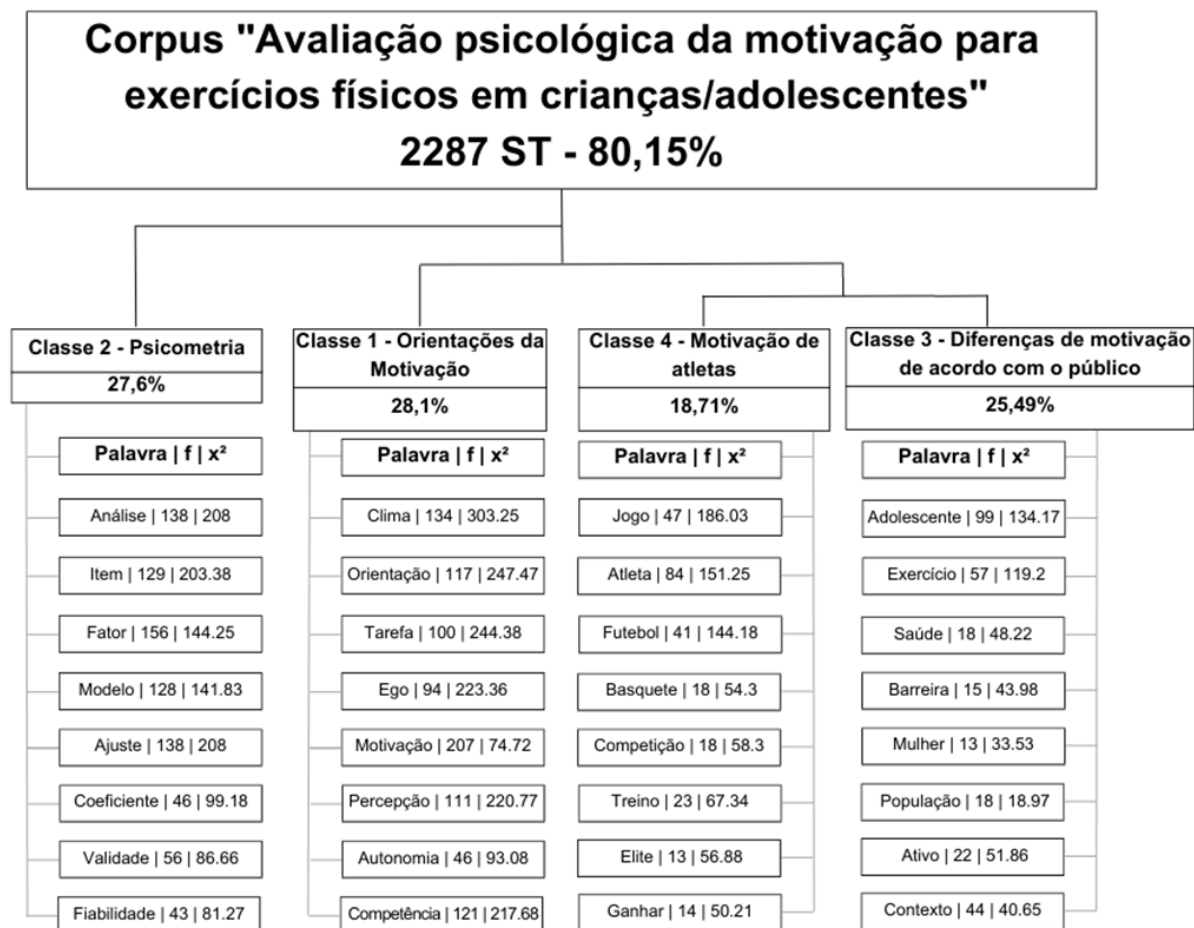 Corpus "Avaliação psicológica da motivação para
exercícios físicos em crianças/adolescentes"
2287 ST - 80,15%
Classe 2 - Psicometria
27,6%
Palavra | f | x²
Análise | 138 | 208
Item | 129 | 203.38
Fator | 156 | 144.25
Modelo | 128 | 141.83
Ajuste | 138 | 208
Coeficiente | 46 | 99.18
Validade | 56 | 86.66
Fiabilidade | 43 | 81.27
Classe 1 - Orientações da
Motivação
28,1%
Palavra | f | x²
Clima | 134 | 303.25
Orientação | 117 | 247.47
Tarefa | 100 | 244.38
Ego | 94 | 223.36
Motivação | 207 | 74.72
Percepção | 111 | 220.77
Autonomia | 46 | 93.08
Competência | 121 | 217.68
Classe 4 - Motivação de
atletas
18,71%
Palavra | f | x²
Jogo | 47 | 186.03
Atleta | 84 | 151.25
Futebol | 41 | 144.18
Basquete | 18 | 54.3
Competição | 18 | 58.3
Treino | 23 | 67.34
Elite | 13 | 56.88
Ganhar | 14 | 50.21
Classe 3 - Diferenças de motivação
de acordo com o público
25,49%
Palavra | f | x²
Adolescente | 99 | 134.17
Exercício | 57 | 119.2
Saúde | 18 | 48.22
Barreira | 15 | 43.98
Mulher | 13 | 33.53
População | 18 | 18.97
Ativo | 22 | 51.86
Contexto | 44 | 40.65